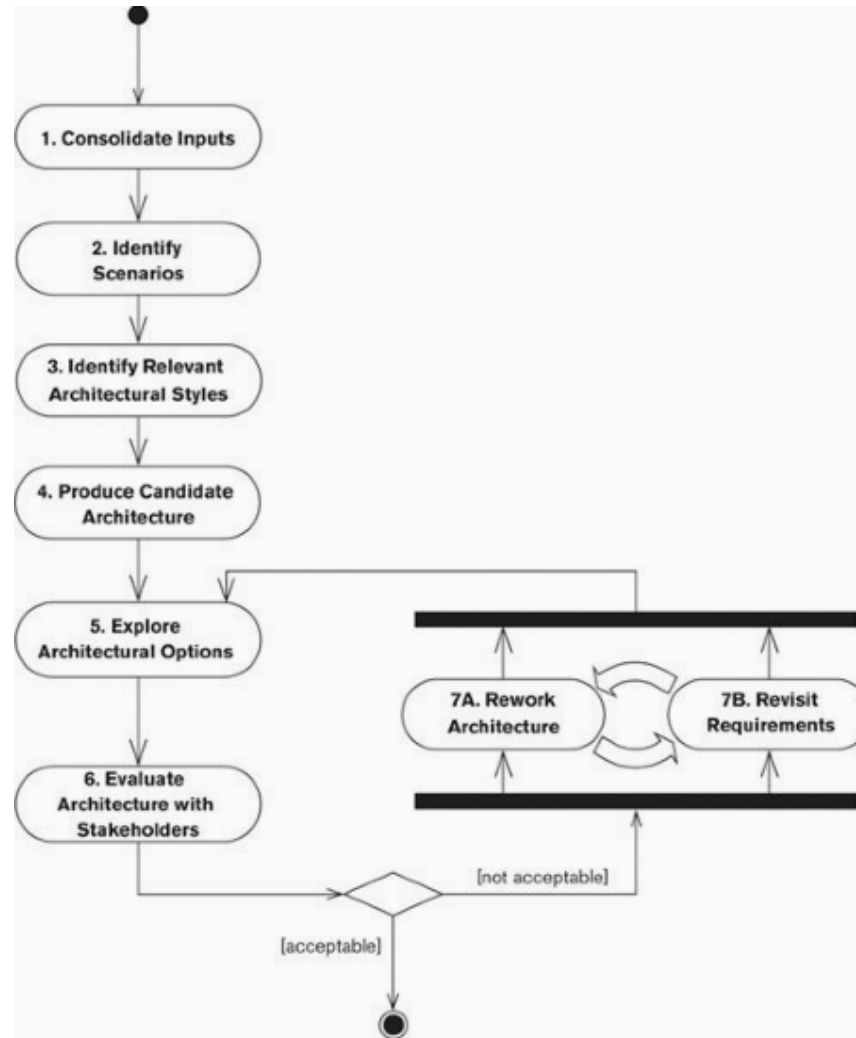 1. Consolidate Inputs
2. Identify
Scenarios
3. Identify Relevant
Architectural Styles
4. Produce Candidate
Architecture
5. Explore
Architectural Options
6. Evaluate
Architecture with
Stakeholders
7A. Rework
Architecture
7B. Revisit
Requirements
[not acceptable]
[acceptable]